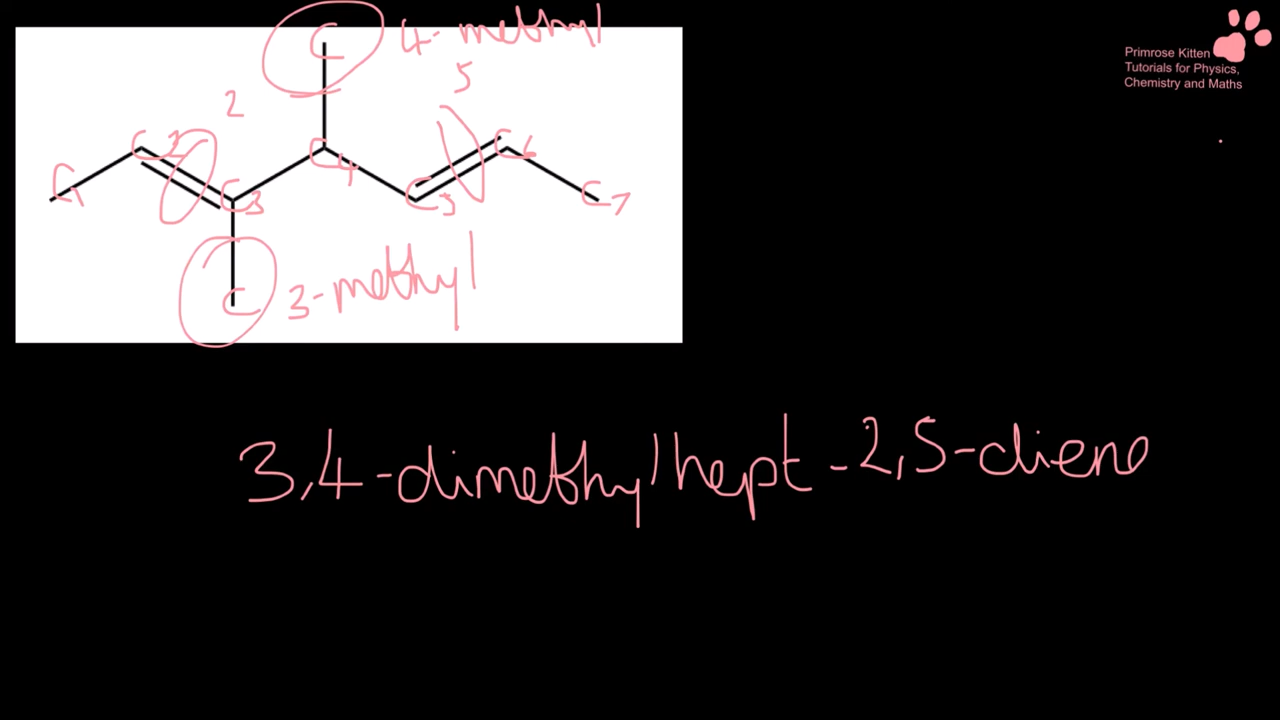 C 4-methyl
2 5
C1 C2 C3 C4 C5 C6 C7
C 3-methyl
3,4-dimethylhept-2,5-diene
Primrose Kitten
Tutorials for Physics,
Chemistry and Maths